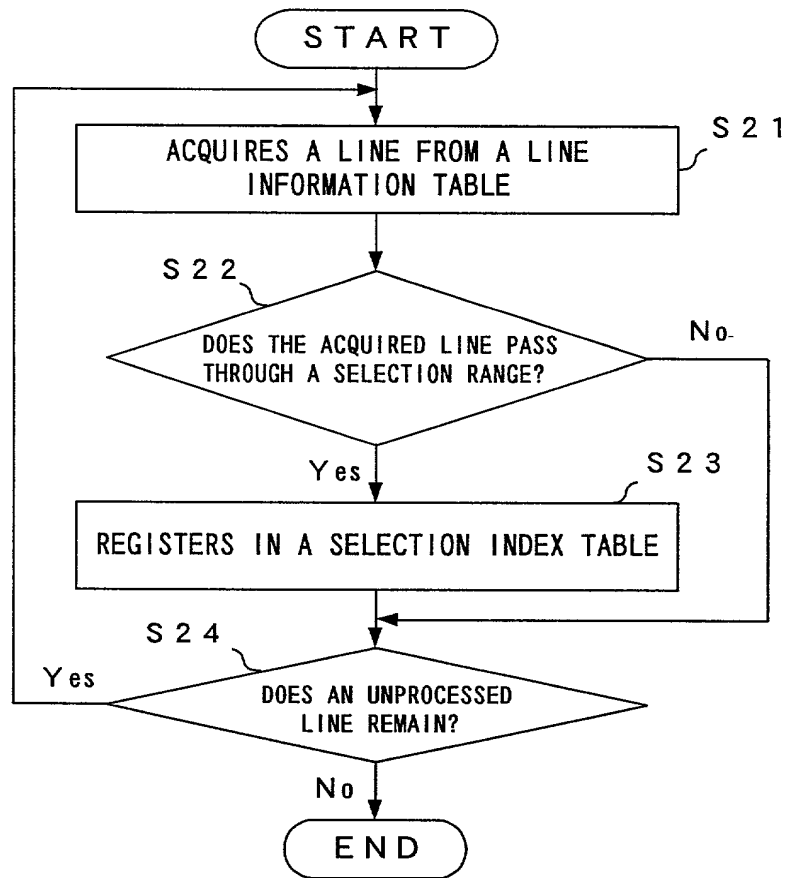 START
ACQUIRES A LINE FROM A LINE
INFORMATION TABLE
S21
S22
DOES THE ACQUIRED LINE PASS
THROUGH A SELECTION RANGE?
No
Yes
S23
REGISTERS IN A SELECTION INDEX TABLE
S24
Yes
DOES AN UNPROCESSED
LINE REMAIN?
No
END